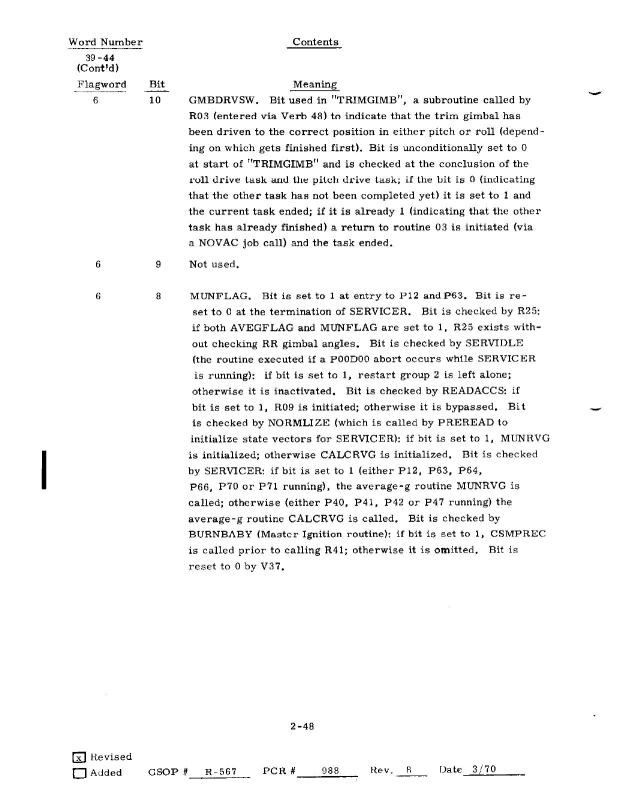 Word Number Contents
39-44
(Cont'd)
Flagword Bit Meaning
6 10 GMBDRVSW. Bit used in "TRIMGIMB", a subroutine called by
R03 (entered via Verb 48) to indicate that the trim gimbal has
been driven to the correct position in either pitch or roll (depend-
ing on which gets finished first). Bit is unconditionally set to 0
at start of "TRIMGIMB" and is checked at the conclusion of the
roll drive task and the pitch drive task; if the bit is 0 (indicating
that the other task has not been completed yet) it is set to 1 and
the current task ended; if it is already 1 (indicating that the other
task has already finished) a return to routine 03 is initiated (via
a NOVAC job call) and the task ended.
6 9 Not used.
6 8 MUNFLAG. Bit is set to 1 at entry to P12 and P63. Bit is re-
set to 0 at the termination of SERVICER. Bit is checked by R25:
if both AVEGFLAG and MUNFLAG are set to 1, R25 exists with-
out checking RR gimbal angles. Bit is checked by SERVIDLE
(the routine executed if a P00D00 abort occurs while SERVICER
is running): if bit is set to 1, restart group 2 is left alone;
otherwise it is inactivated. Bit is checked by READACCS: if
bit is set to 1, R09 is initiated; otherwise it is bypassed. Bit
is checked by NORMLIZE (which is called by PREREAD to
initialize state vectors for SERVICER): if bit is set to 1, MUNRVG
is initialized; otherwise CALCRVG is initialized. Bit is checked
by SERVICER: if bit is set to 1 (either P12, P63, P64,
P66, P70 or P71 running), the average-g routine MUNRVG is
called; otherwise (either P40, P41, P42 or P47 running) the
average-g routine CALCRVG is called. Bit is checked by
BURNBABY (Master Ignition routine): if bit is set to 1, CSMPREC
is called prior to calling R41; otherwise it is omitted. Bit is
reset to 0 by V37.
2-48
x Revised
Added GSOP # R-567 PCR # 988 Rev. 8 Date 3/70